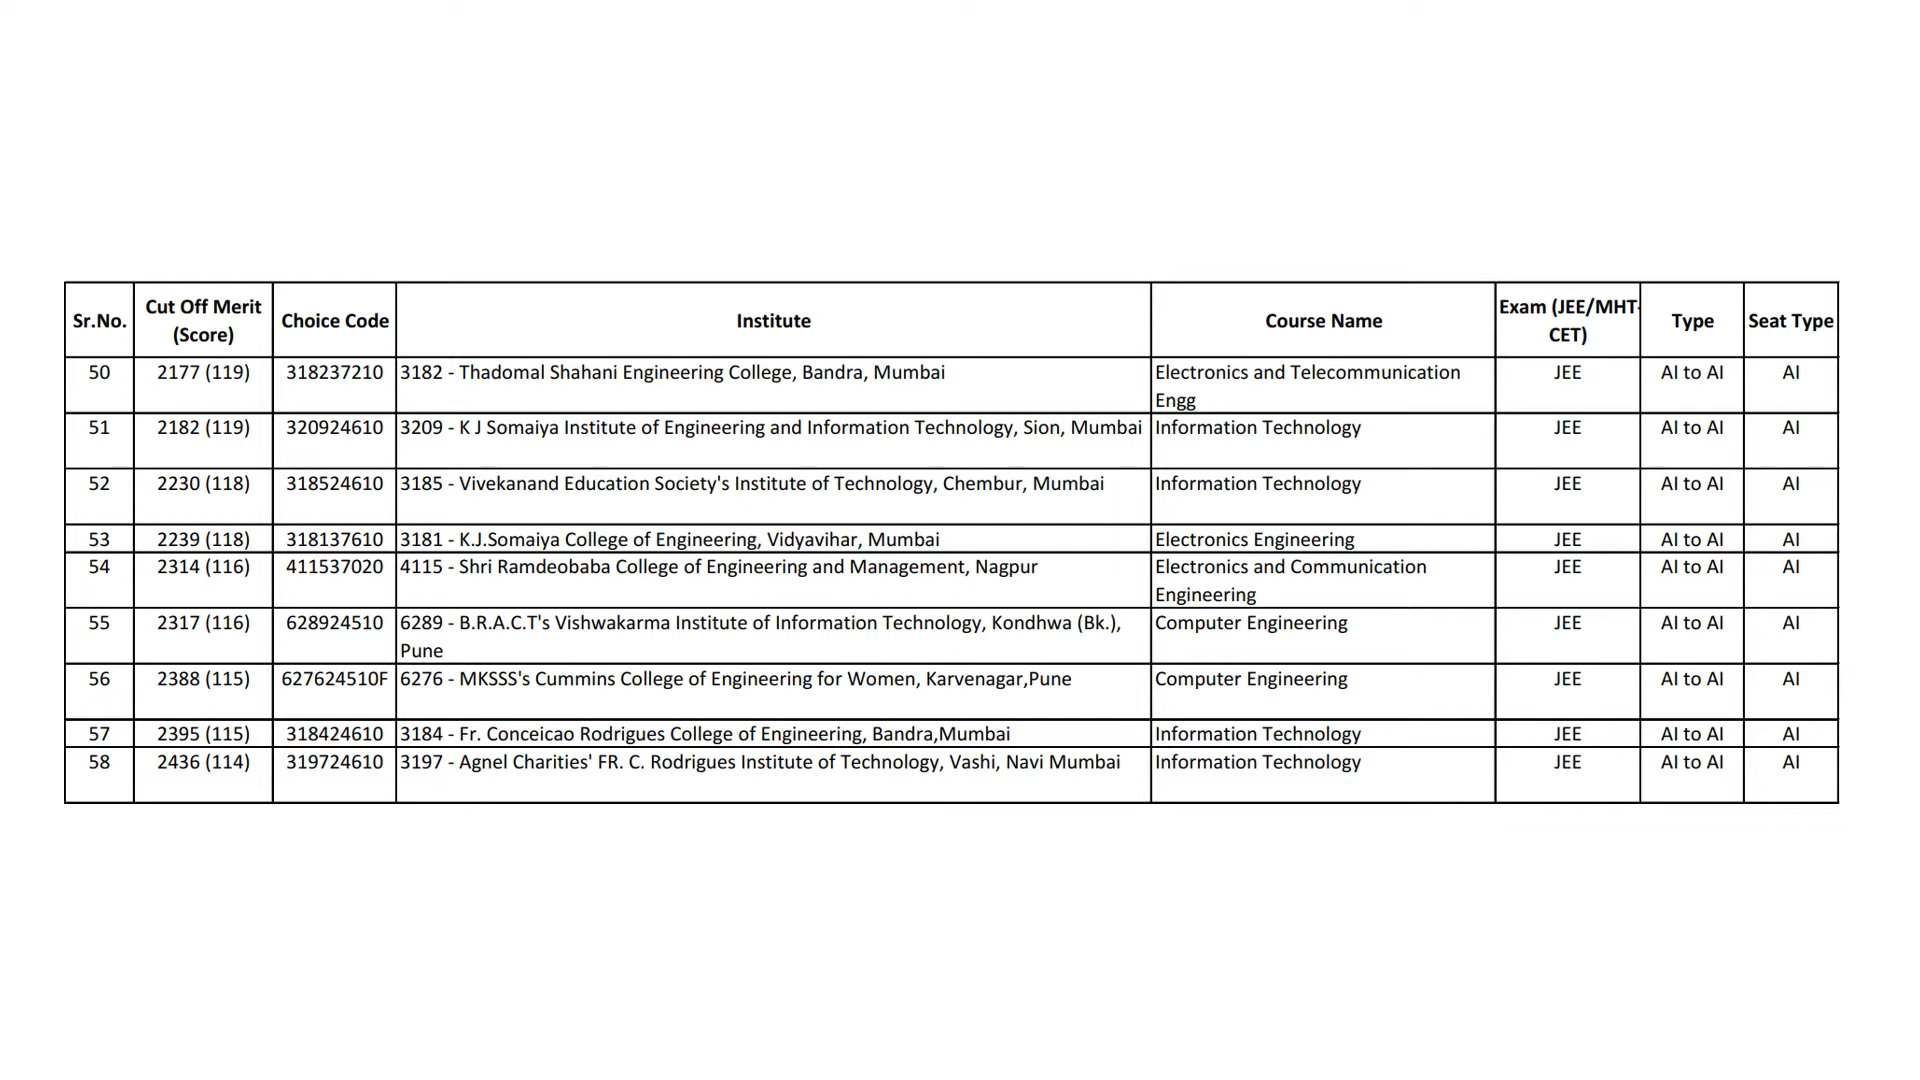 Sr.No. Cut Off Merit (Score) Choice Code Institute Course Name Exam (JEE/MHT-CET) Type Seat Type
50 2177 (119) 318237210 3182 - Thadomal Shahani Engineering College, Bandra, Mumbai Electronics and Telecommunication Engg JEE AI to AI AI
51 2182 (119) 320924610 3209 - K J Somaiya Institute of Engineering and Information Technology, Sion, Mumbai Information Technology JEE AI to AI AI
52 2230 (118) 318524610 3185 - Vivekanand Education Society's Institute of Technology, Chembur, Mumbai Information Technology JEE AI to AI AI
53 2239 (118) 318137610 3181 - K.J.Somaiya College of Engineering, Vidyavihar, Mumbai Electronics Engineering JEE AI to AI AI
54 2314 (116) 411537020 4115 - Shri Ramdeobaba College of Engineering and Management, Nagpur Electronics and Communication Engineering JEE AI to AI AI
55 2317 (116) 628924510 6289 - B.R.A.C.T's Vishwakarma Institute of Information Technology, Kondhwa (Bk.), Pune Computer Engineering JEE AI to AI AI
56 2388 (115) 627624510F 6276 - MKSSS's Cummins College of Engineering for Women, Karvenagar,Pune Computer Engineering JEE AI to AI AI
57 2395 (115) 318424610 3184 - Fr. Conceicao Rodrigues College of Engineering, Bandra,Mumbai Information Technology JEE AI to AI AI
58 2436 (114) 319724610 3197 - Agnel Charities' FR. C. Rodrigues Institute of Technology, Vashi, Navi Mumbai Information Technology JEE AI to AI AI